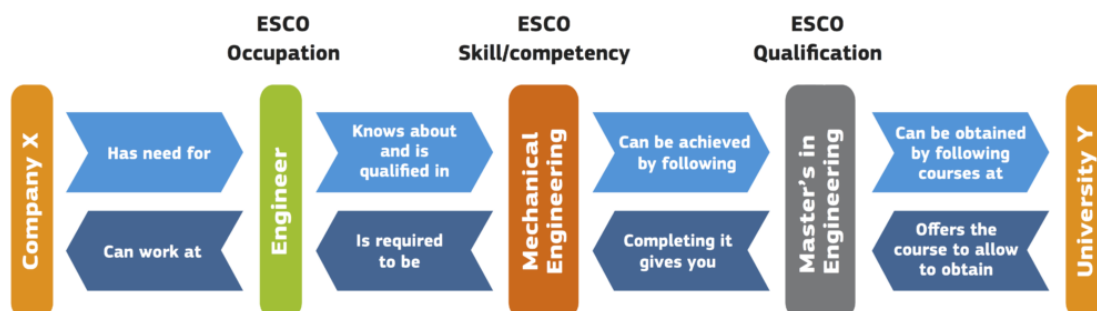 ESCO
Occupation
ESCO
Skill/competency
ESCO
Qualification
Company X
Has need for
Can work at
Engineer
Knows about
and is
qualified in
Is required
to be
Mechanical
Engineering
Can be achieved
by following
Completing it
gives you
Master's in
Engineering
Can be obtained
by following
courses at
Offers the
course to allow
to obtain
University Y